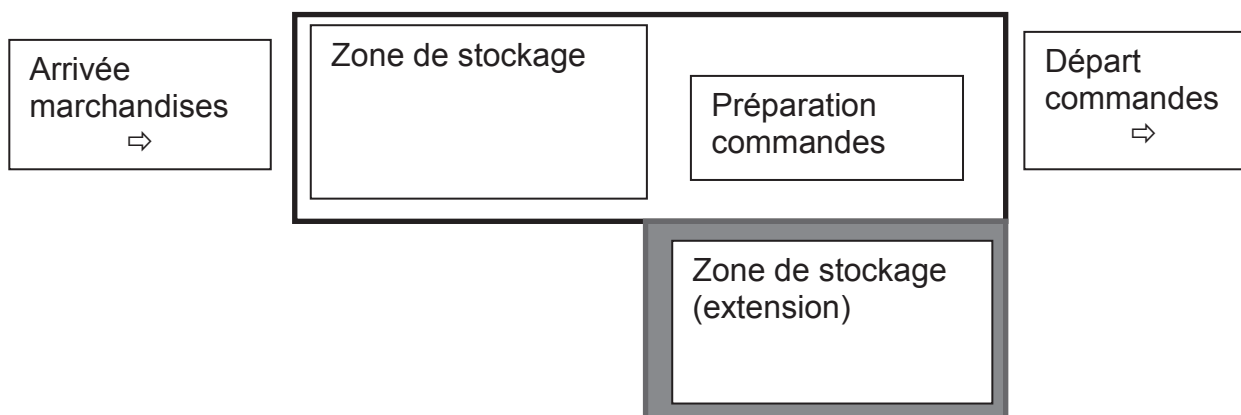 Arrivée
marchandises
⇨
Zone de stockage
Préparation
commandes
Départ
commandes
⇨
Zone de stockage
(extension)